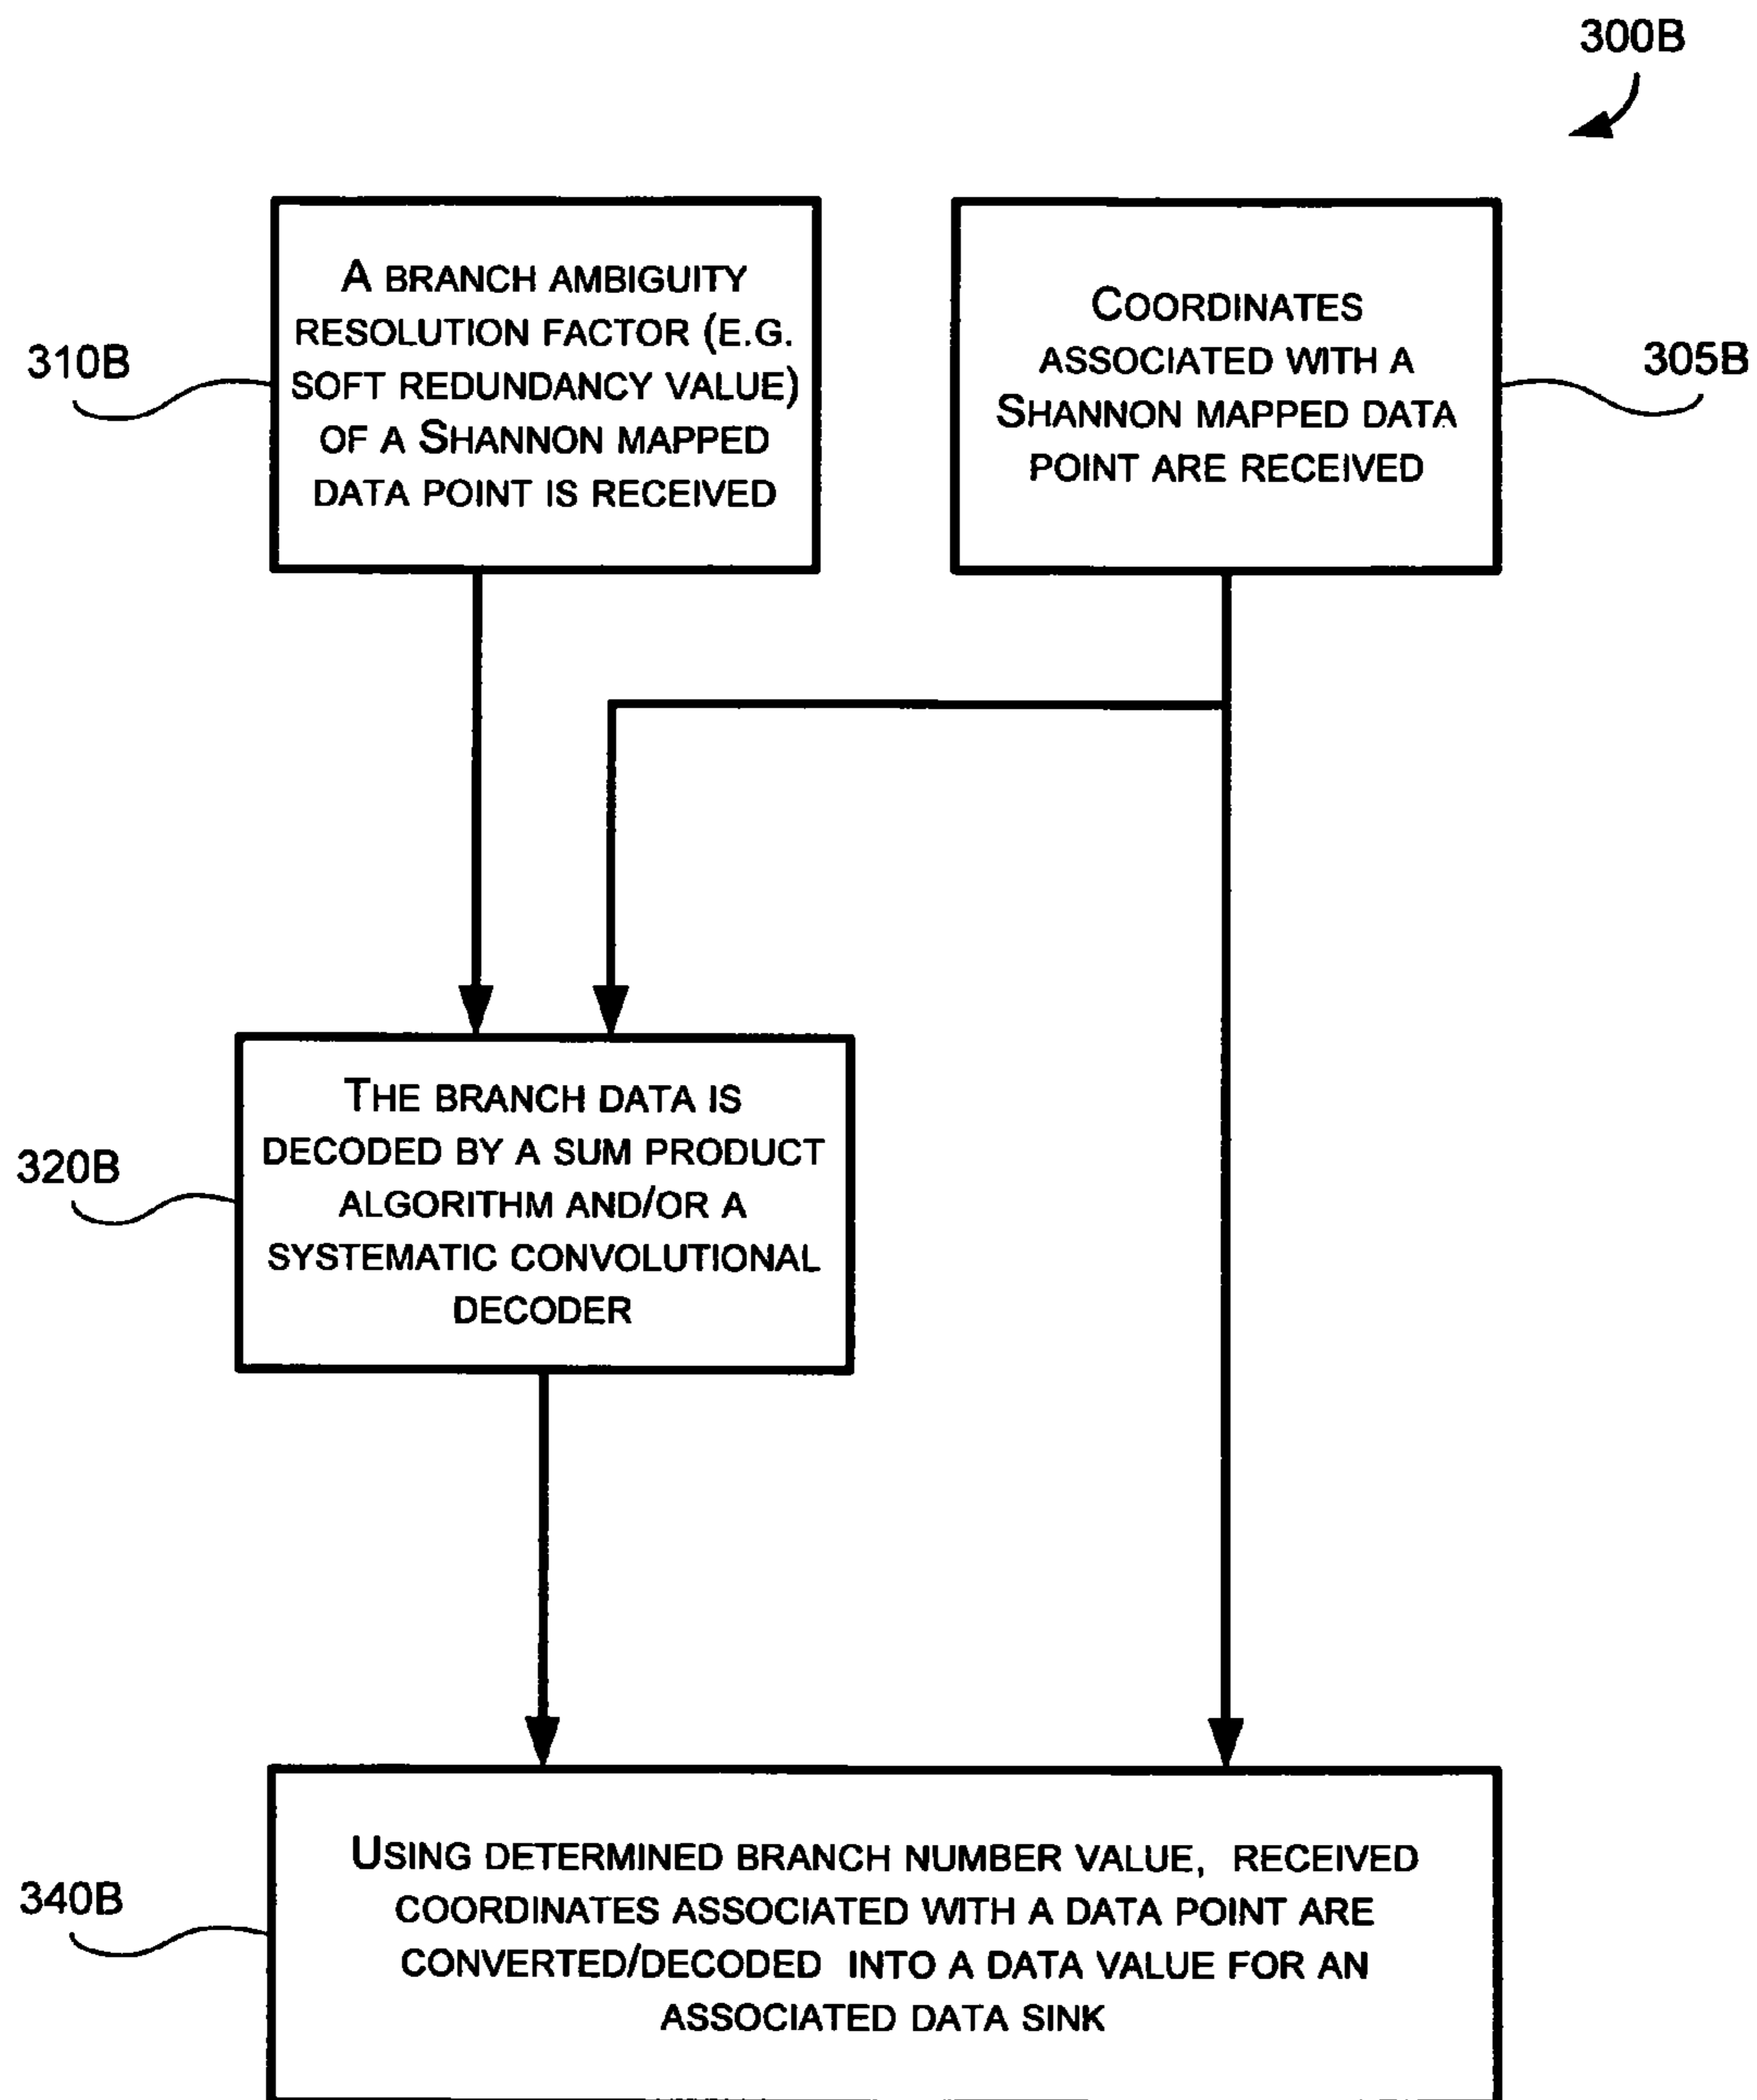 300B
A BRANCH AMBIGUITY
RESOLUTION FACTOR (E.G.
SOFT REDUNDANCY VALUE)
OF A SHANNON MAPPED
DATA POINT IS RECEIVED
310B
COORDINATES
ASSOCIATED WITH A
SHANNON MAPPED DATA
POINT ARE RECEIVED
305B
THE BRANCH DATA IS
DECODED BY A SUM PRODUCT
ALGORITHM AND/OR A
SYSTEMATIC CONVOLUTIONAL
DECODER
320B
USING DETERMINED BRANCH NUMBER VALUE, RECEIVED
COORDINATES ASSOCIATED WITH A DATA POINT ARE
CONVERTED/DECODED INTO A DATA VALUE FOR AN
ASSOCIATED DATA SINK
340B